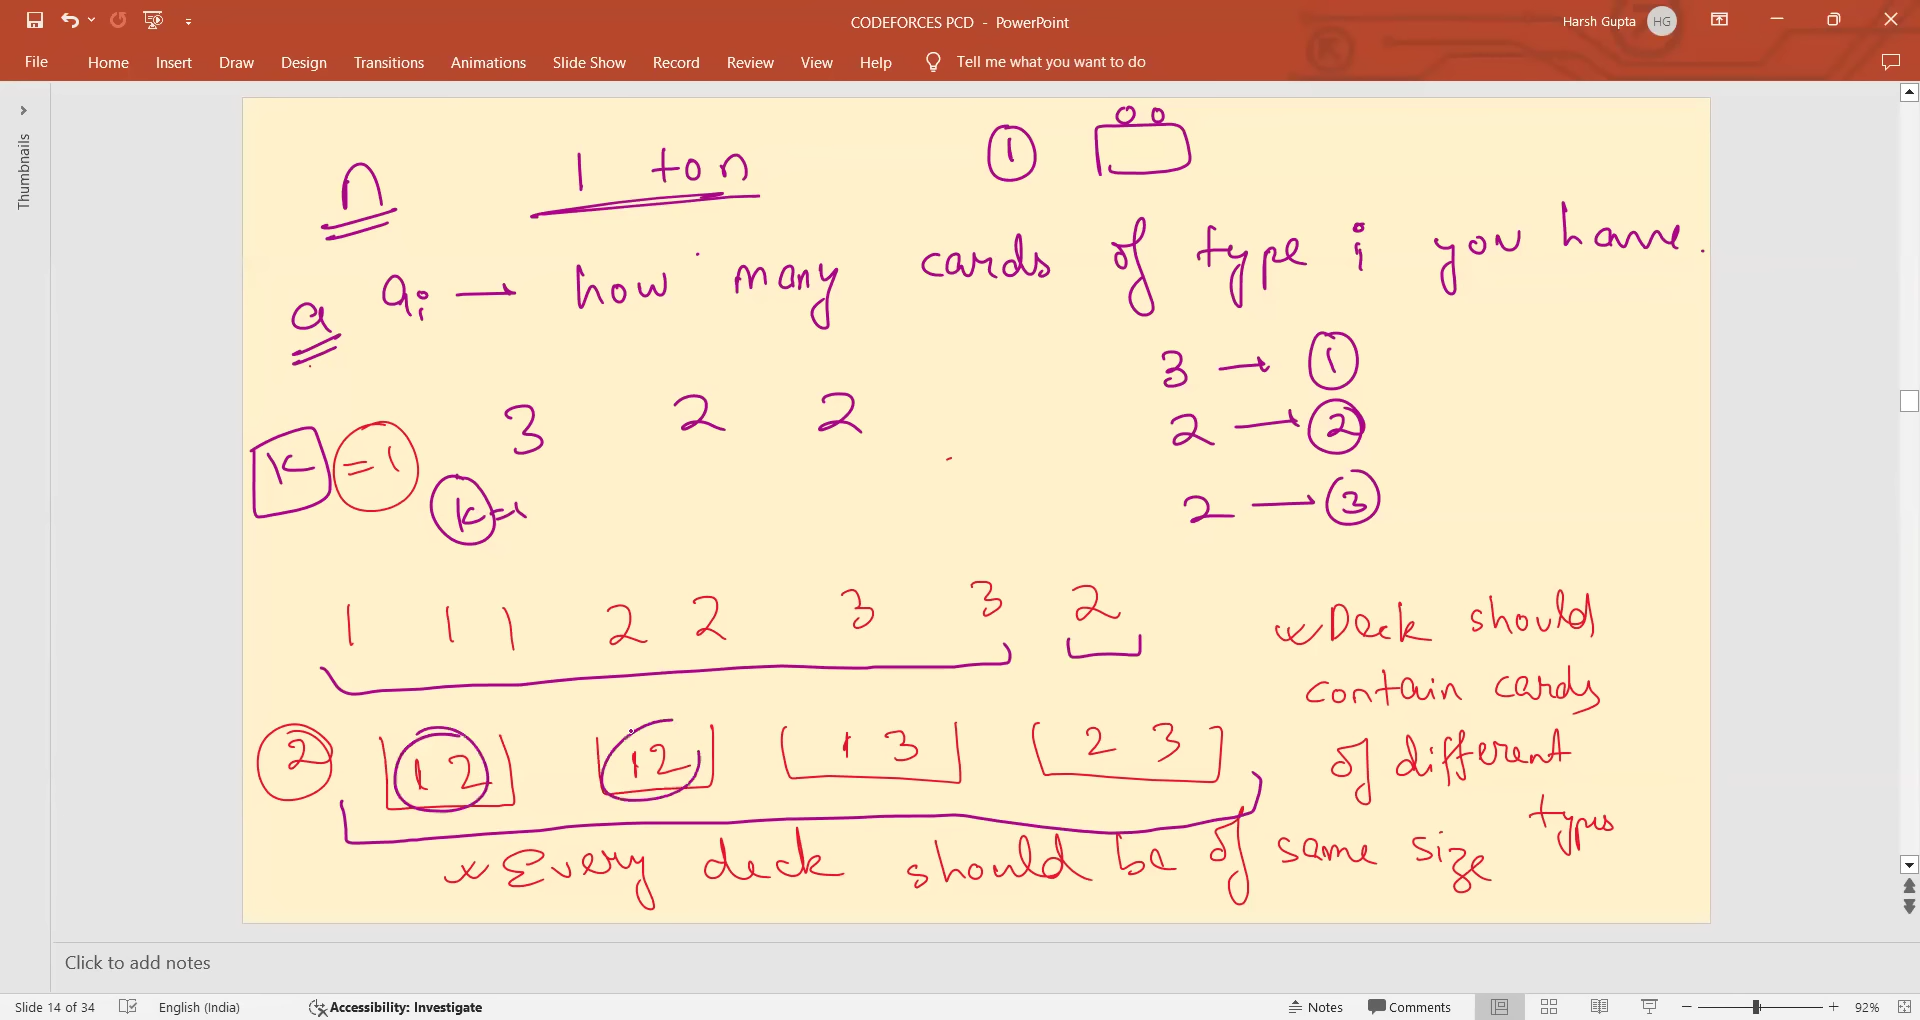 CODEFORCES PCD - PowerPoint
Harsh Gupta HG
File Home Insert Draw Design Transitions Animations Slide Show Record Review View Help Tell me what you want to do
Thumbnails
n 1 to n 1
a ai → how many cards of type i you have.
3 → 1
3 2 2
2 → 2
k =1
k=1
2 → 3
1 1 1 2 2 3 3 2
* Deck should
contain cards
of different
types
2 [1 2] [1 2] [1 3] [2 3]
* Every deck should be of same size
Click to add notes
Slide 14 of 34 English (India) Accessibility: Investigate Notes Comments 92%